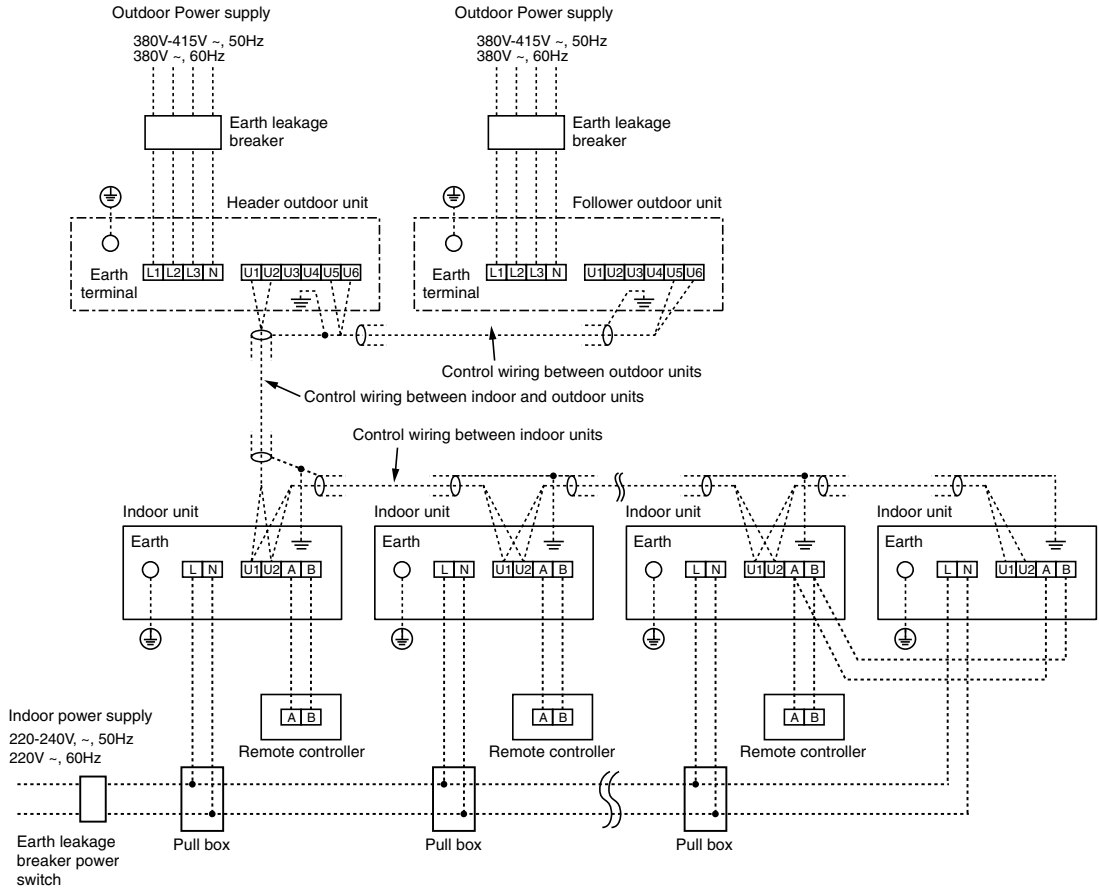 Outdoor Power supply
380V-415V ~, 50Hz
380V ~, 60Hz
Earth leakage
breaker
Header outdoor unit
Earth
terminal
L1 L2 L3 N
U1 U2 U3 U4 U5 U6
Outdoor Power supply
380V-415V ~, 50Hz
380V ~, 60Hz
Earth leakage
breaker
Follower outdoor unit
Earth
terminal
L1 L2 L3 N
U1 U2 U3 U4 U5 U6
Control wiring between outdoor units
Control wiring between indoor and outdoor units
Control wiring between indoor units
Indoor unit
Earth
L N
U1 U2 A B
Indoor unit
Earth
L N
U1 U2 A B
Indoor unit
Earth
L N
U1 U2 A B
Indoor unit
Earth
L N
U1 U2 A B
A B
Remote controller
A B
Remote controller
A B
Remote controller
Indoor power supply
220-240V, ~, 50Hz
220V ~, 60Hz
Earth leakage
breaker power
switch
Pull box
Pull box
Pull box